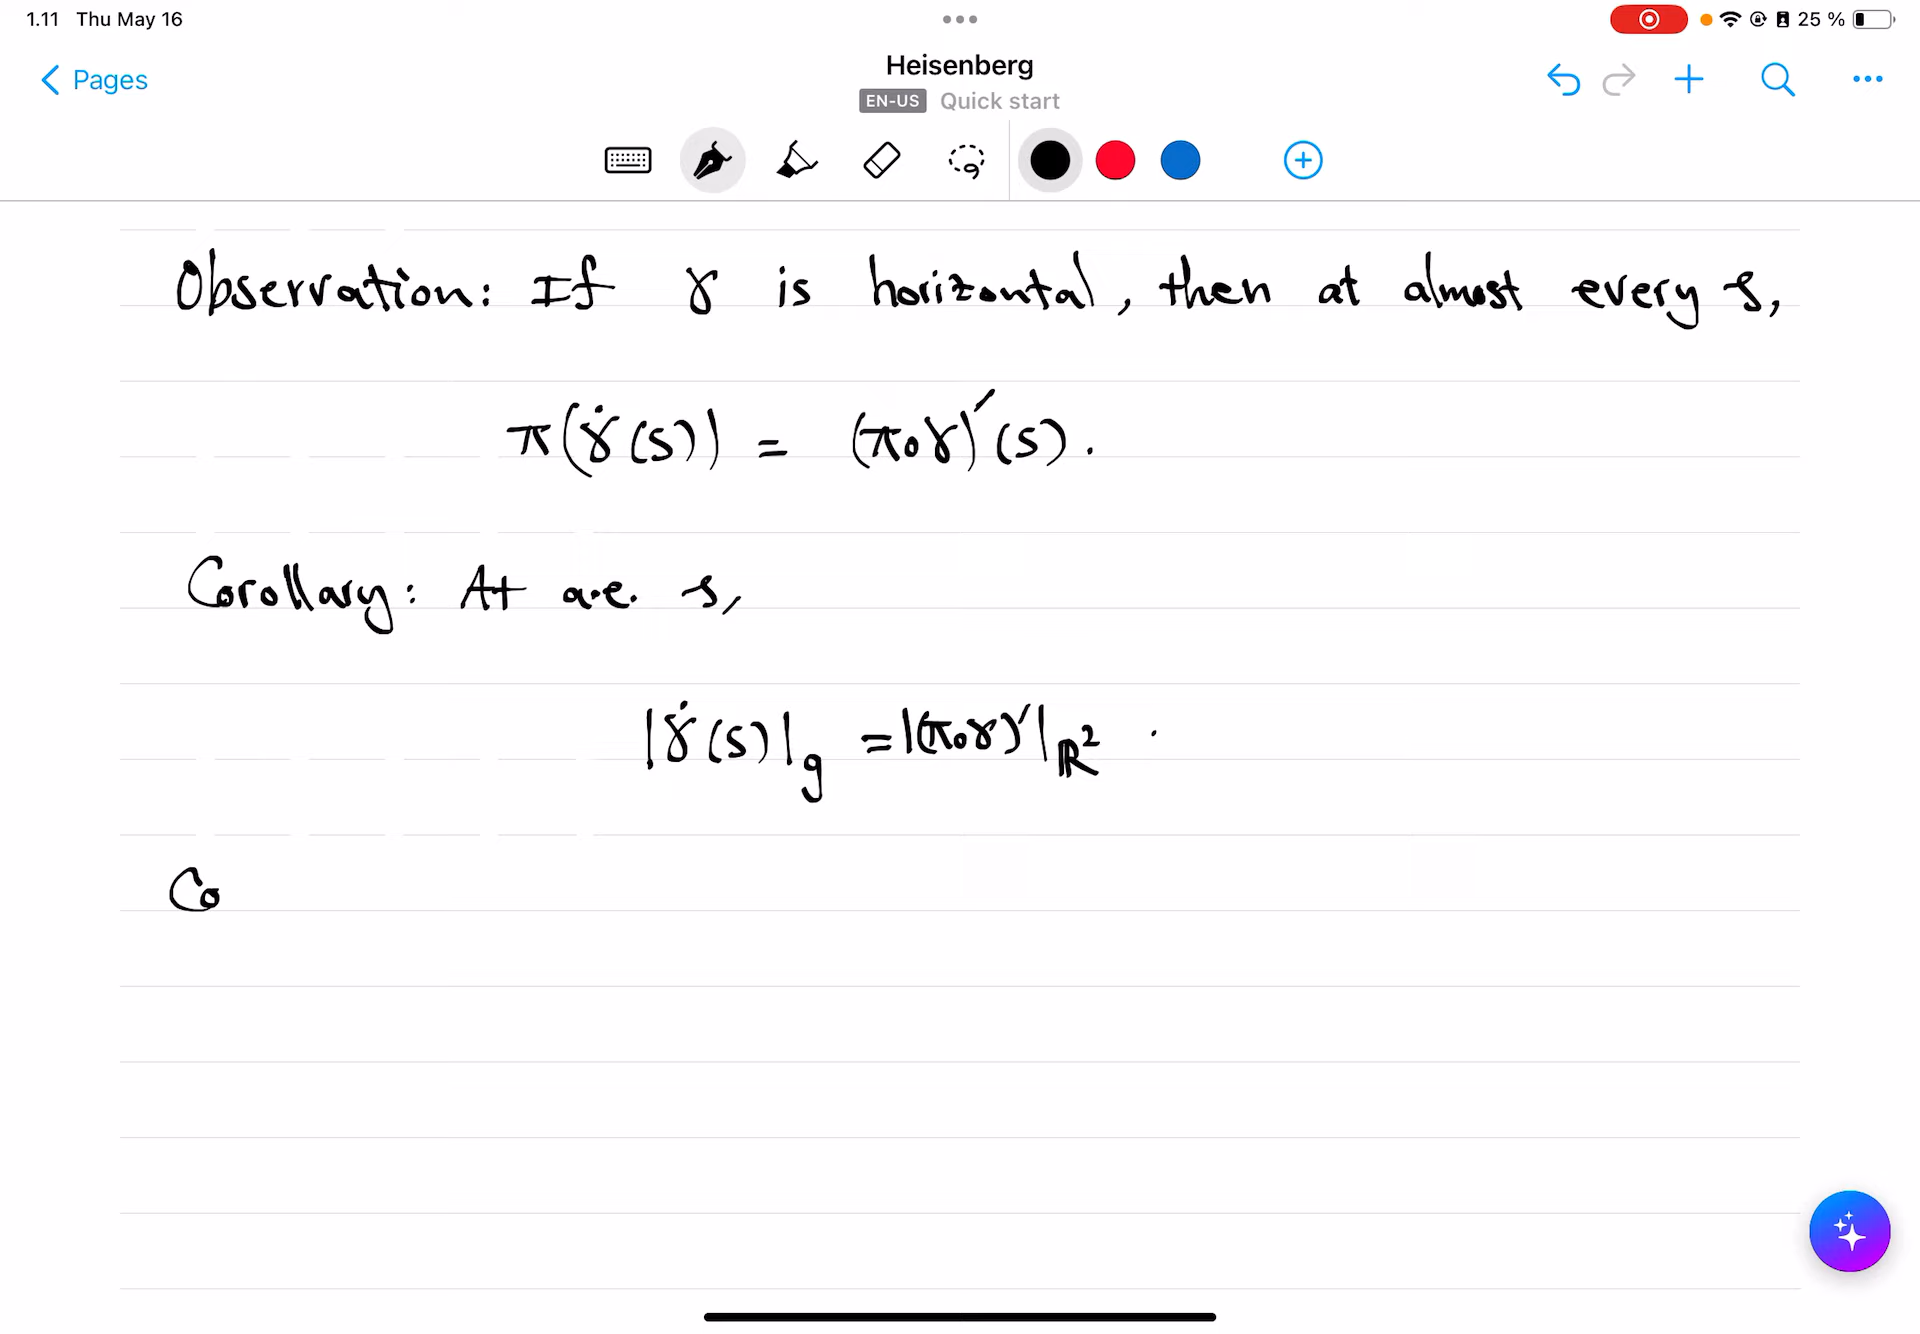 1.11 Thu May 16
25 %
Pages
Heisenberg
EN-US Quick start
Observation: If γ is horizontal, then at almost every s,
π(γ̇(s)) = (π∘γ)′(s).
Corollary: At a.e. s,
|γ̇(s)|_g = |(π∘γ)′|_ℝ² .
Co